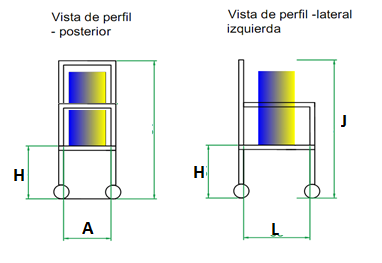 Vista de perfil
- posterior
Vista de perfil -lateral
izquierda
H
A
H
L
J